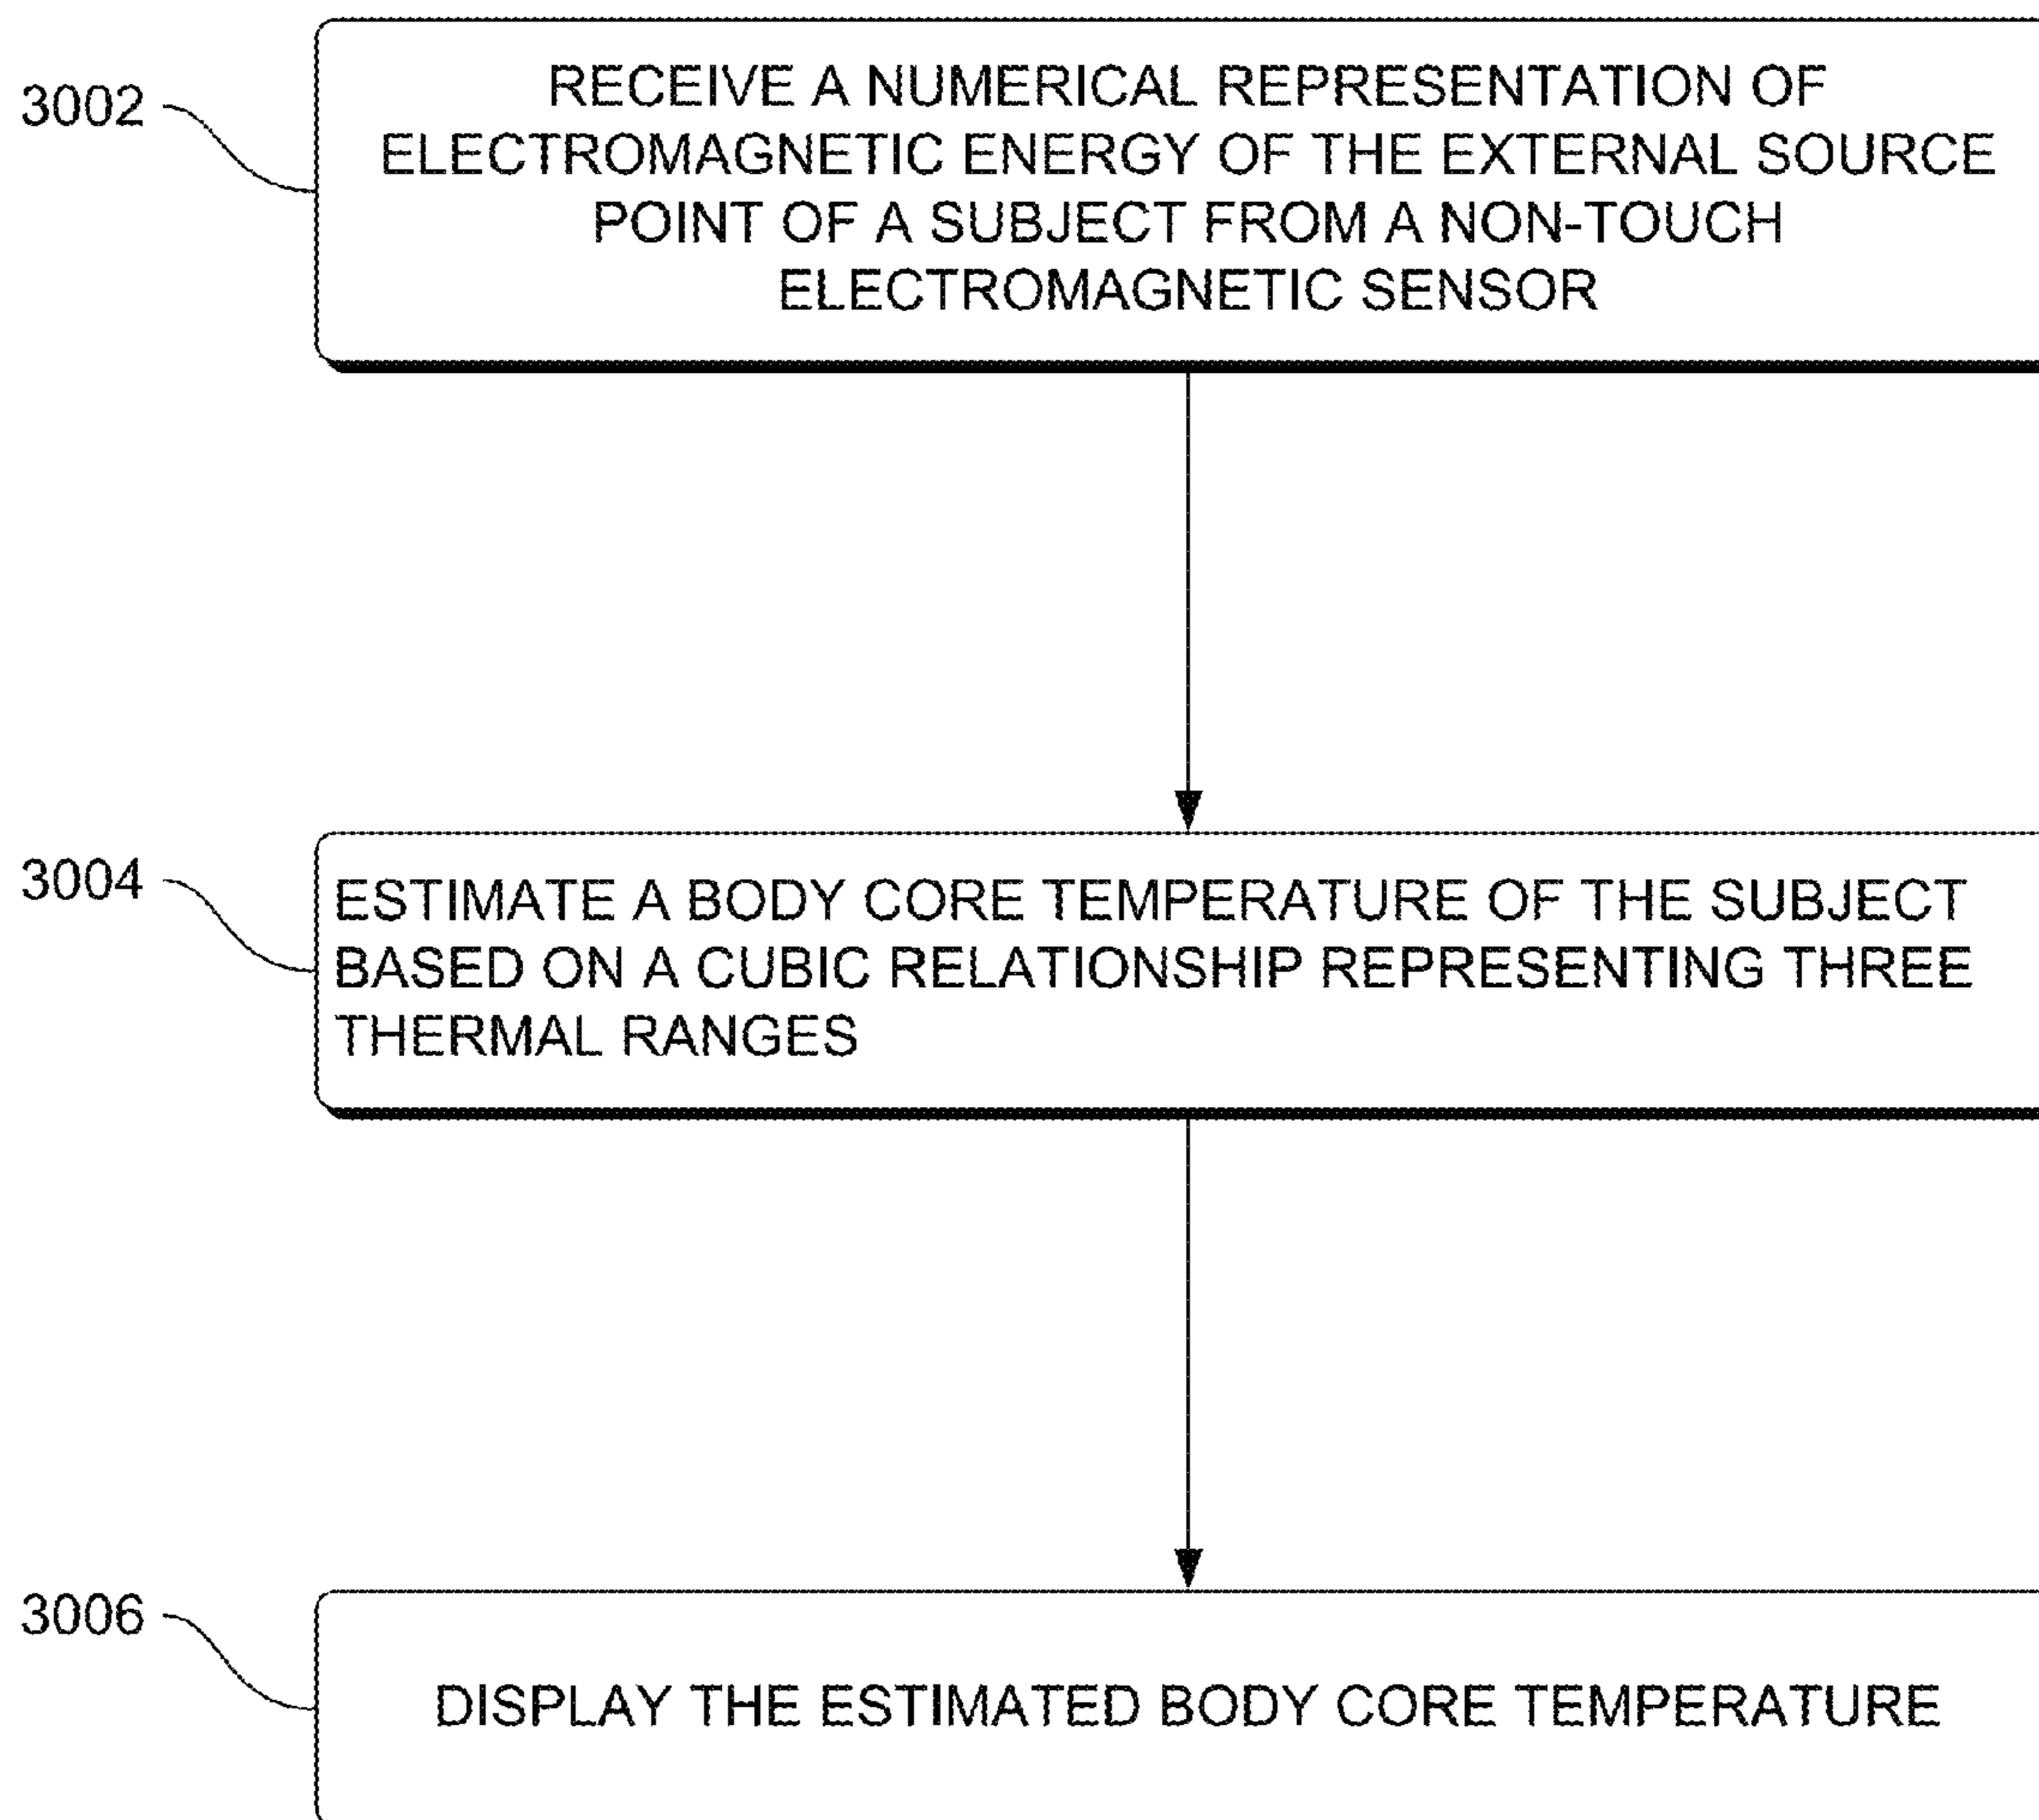 3002
RECEIVE A NUMERICAL REPRESENTATION OF
ELECTROMAGNETIC ENERGY OF THE EXTERNAL SOURCE
POINT OF A SUBJECT FROM A NON-TOUCH
ELECTROMAGNETIC SENSOR
3004
ESTIMATE A BODY CORE TEMPERATURE OF THE SUBJECT
BASED ON A CUBIC RELATIONSHIP REPRESENTING THREE
THERMAL RANGES
3006
DISPLAY THE ESTIMATED BODY CORE TEMPERATURE